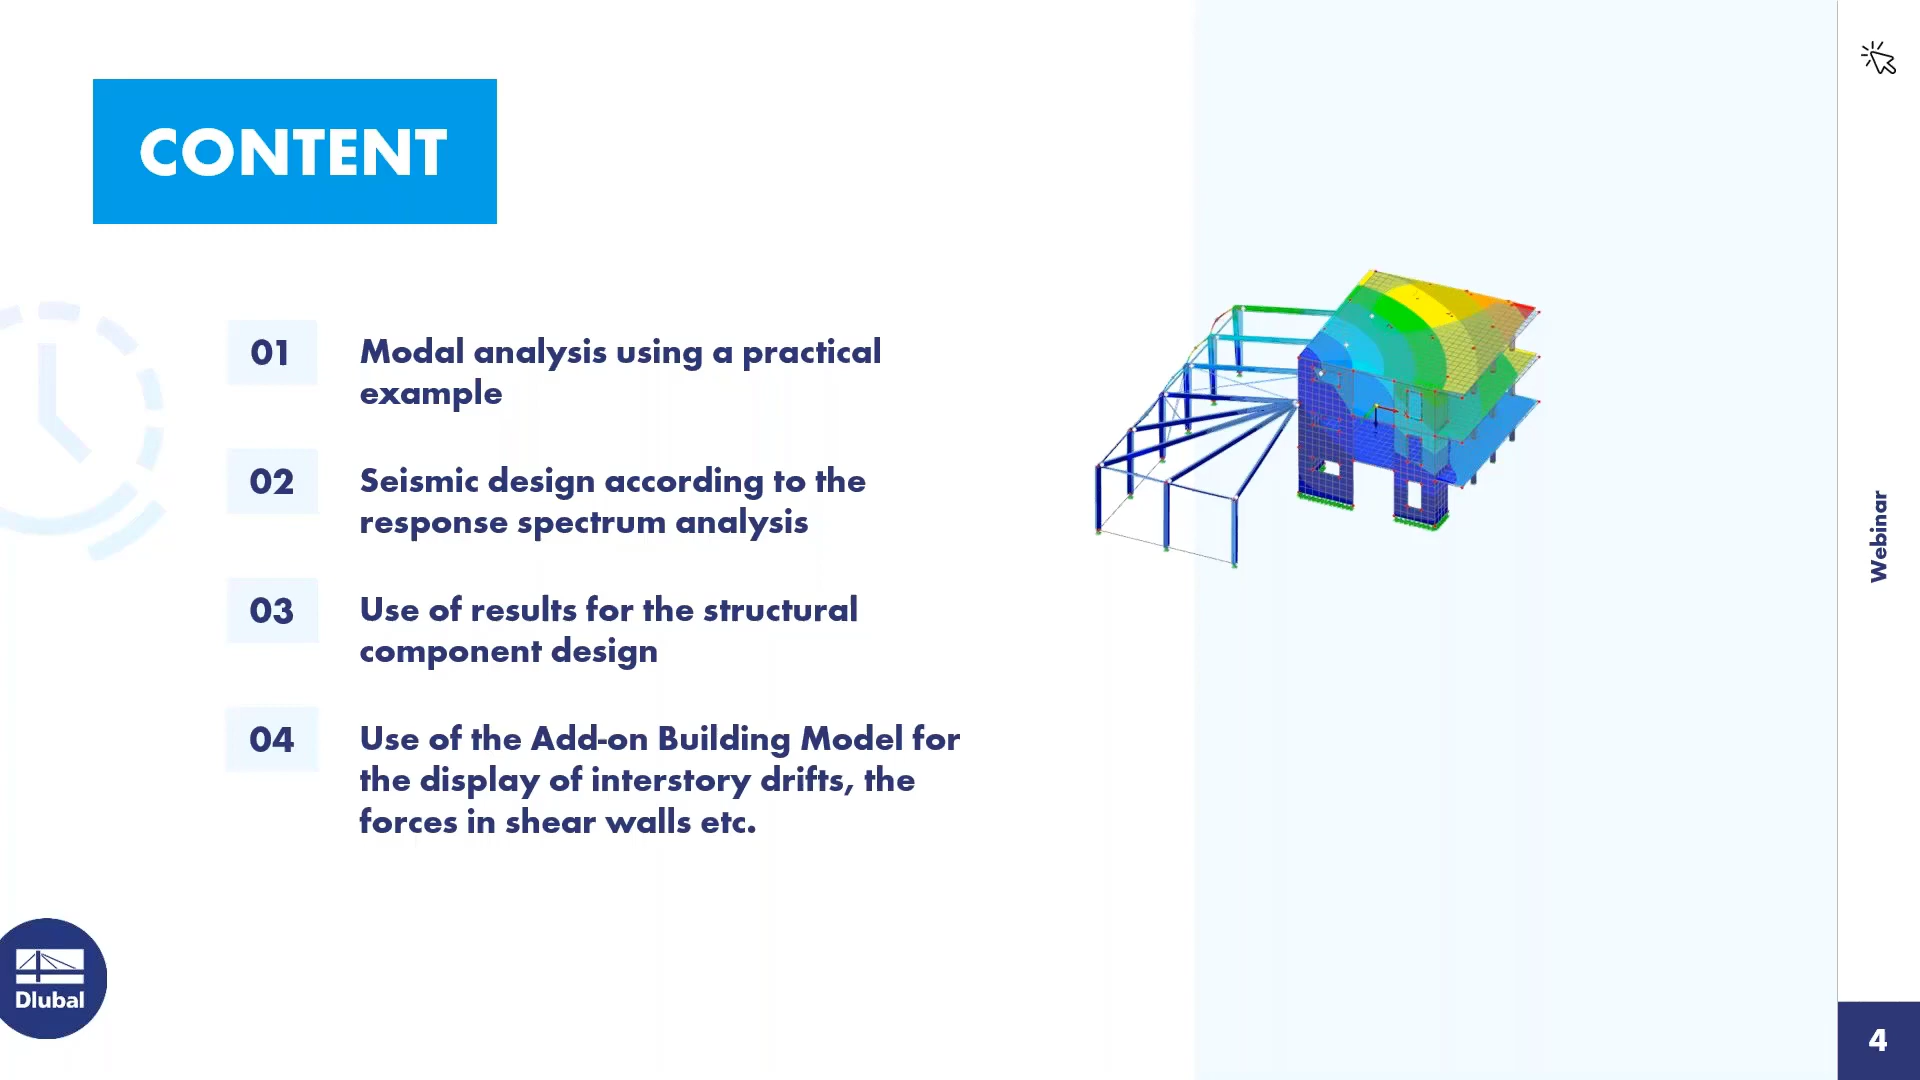 CONTENT
01
Modal analysis using a practical
example
02
Seismic design according to the
response spectrum analysis
03
Use of results for the structural
component design
04
Use of the Add-on Building Model for
the display of interstory drifts, the
forces in shear walls etc.
Dlubal
Webinar
4